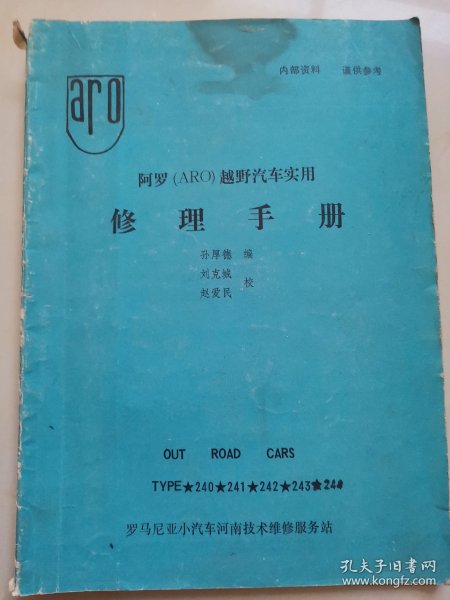 内部资料 谨供参考
aro
阿罗(ARO)越野汽车实用
修理手册
孙厚德 编
刘克城
赵爱民 校
OUT ROAD CARS
TYPE★240★241★242★243★244
罗马尼亚小汽车河南技术维修服务站
孔夫子旧书网
www.kongfz.com